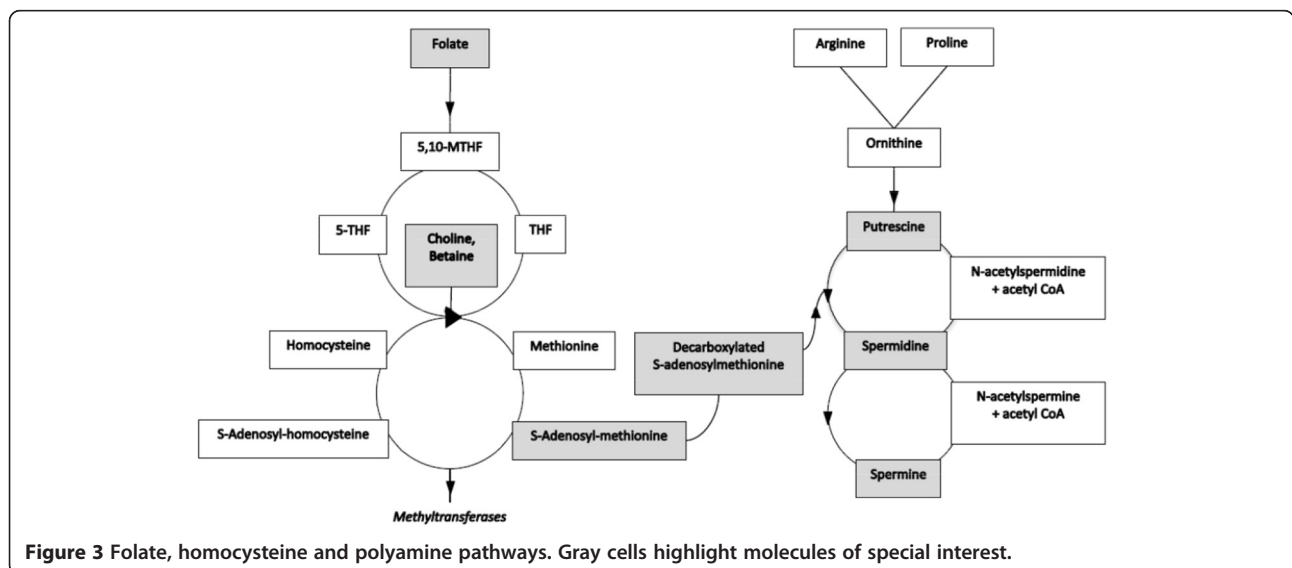 Folate
5,10-MTHF
5-THF
Choline,
Betaine
THF
Homocysteine
Methionine
S-Adenosyl-homocysteine
S-Adenosyl-methionine
Methyltransferases
Decarboxylated
S-adenosylmethionine
Arginine
Proline
Ornithine
Putrescine
N-acetylspermidine
+ acetyl CoA
Spermidine
N-acetylspermine
+ acetyl CoA
Spermine
Figure 3 Folate, homocysteine and polyamine pathways. Gray cells highlight molecules of special interest.